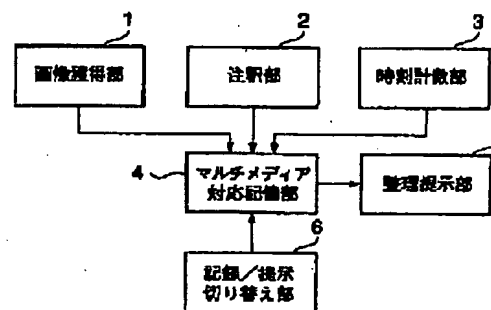 1
2
3
画像獲得部
注釈部
時刻計数部
4
マルチメディア
対応記憶部
整理提示部
6
記録／提示
切り替え部